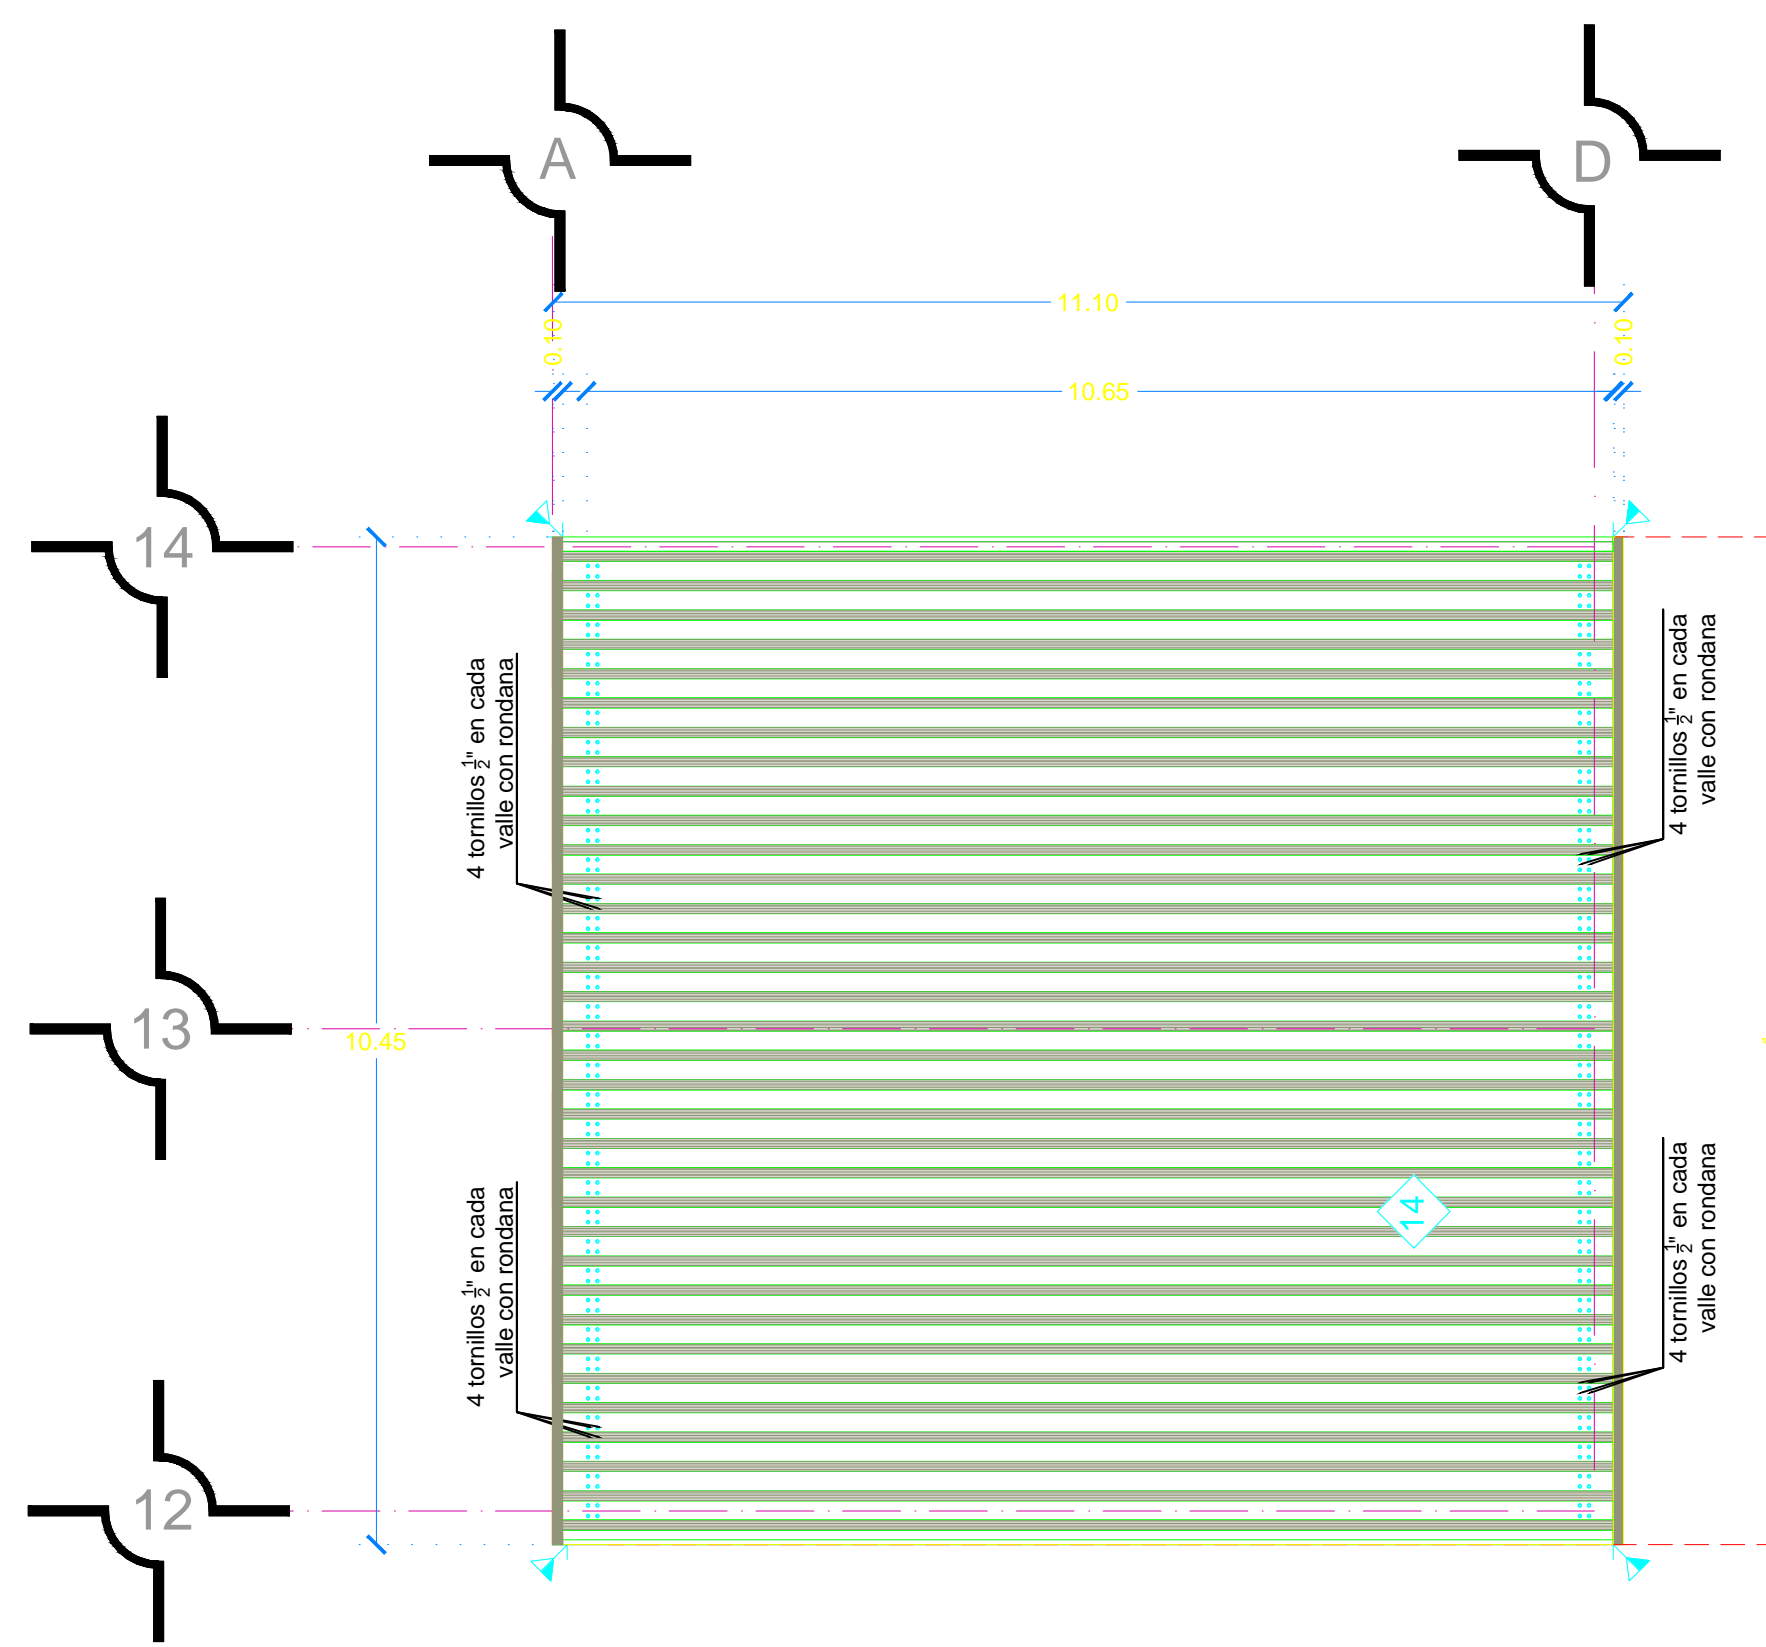 A
D
11.10
0.10
0.10
10.65
14
4 tornillos 1/2" en cada
valle con rondana
4 tornillos 1/2" en cada
valle con rondana
13
10.45
4 tornillos 1/2" en cada
valle con rondana
4 tornillos 1/2" en cada
valle con rondana
14
12